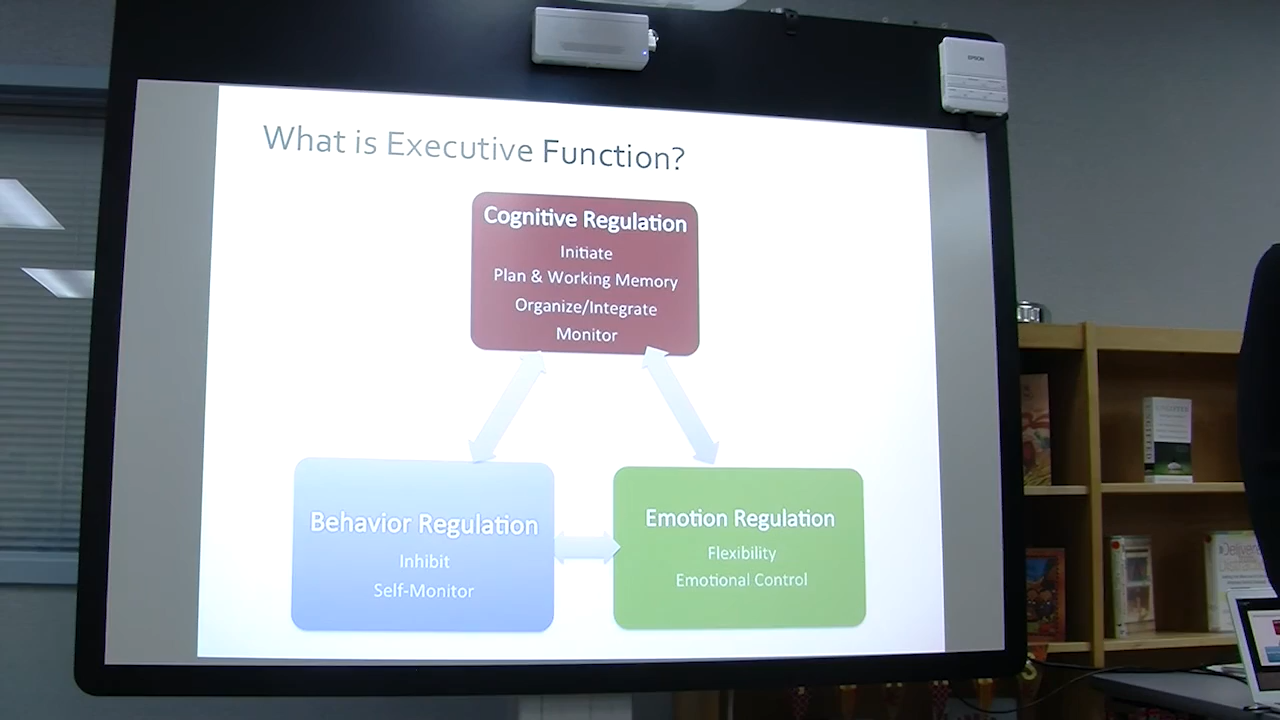 EPSON
What is Executive Function?
Cognitive Regulation
Initiate
Plan & Working Memory
Organize/Integrate
Monitor
Behavior Regulation
Inhibit
Self-Monitor
Emotion Regulation
Flexibility
Emotional Control